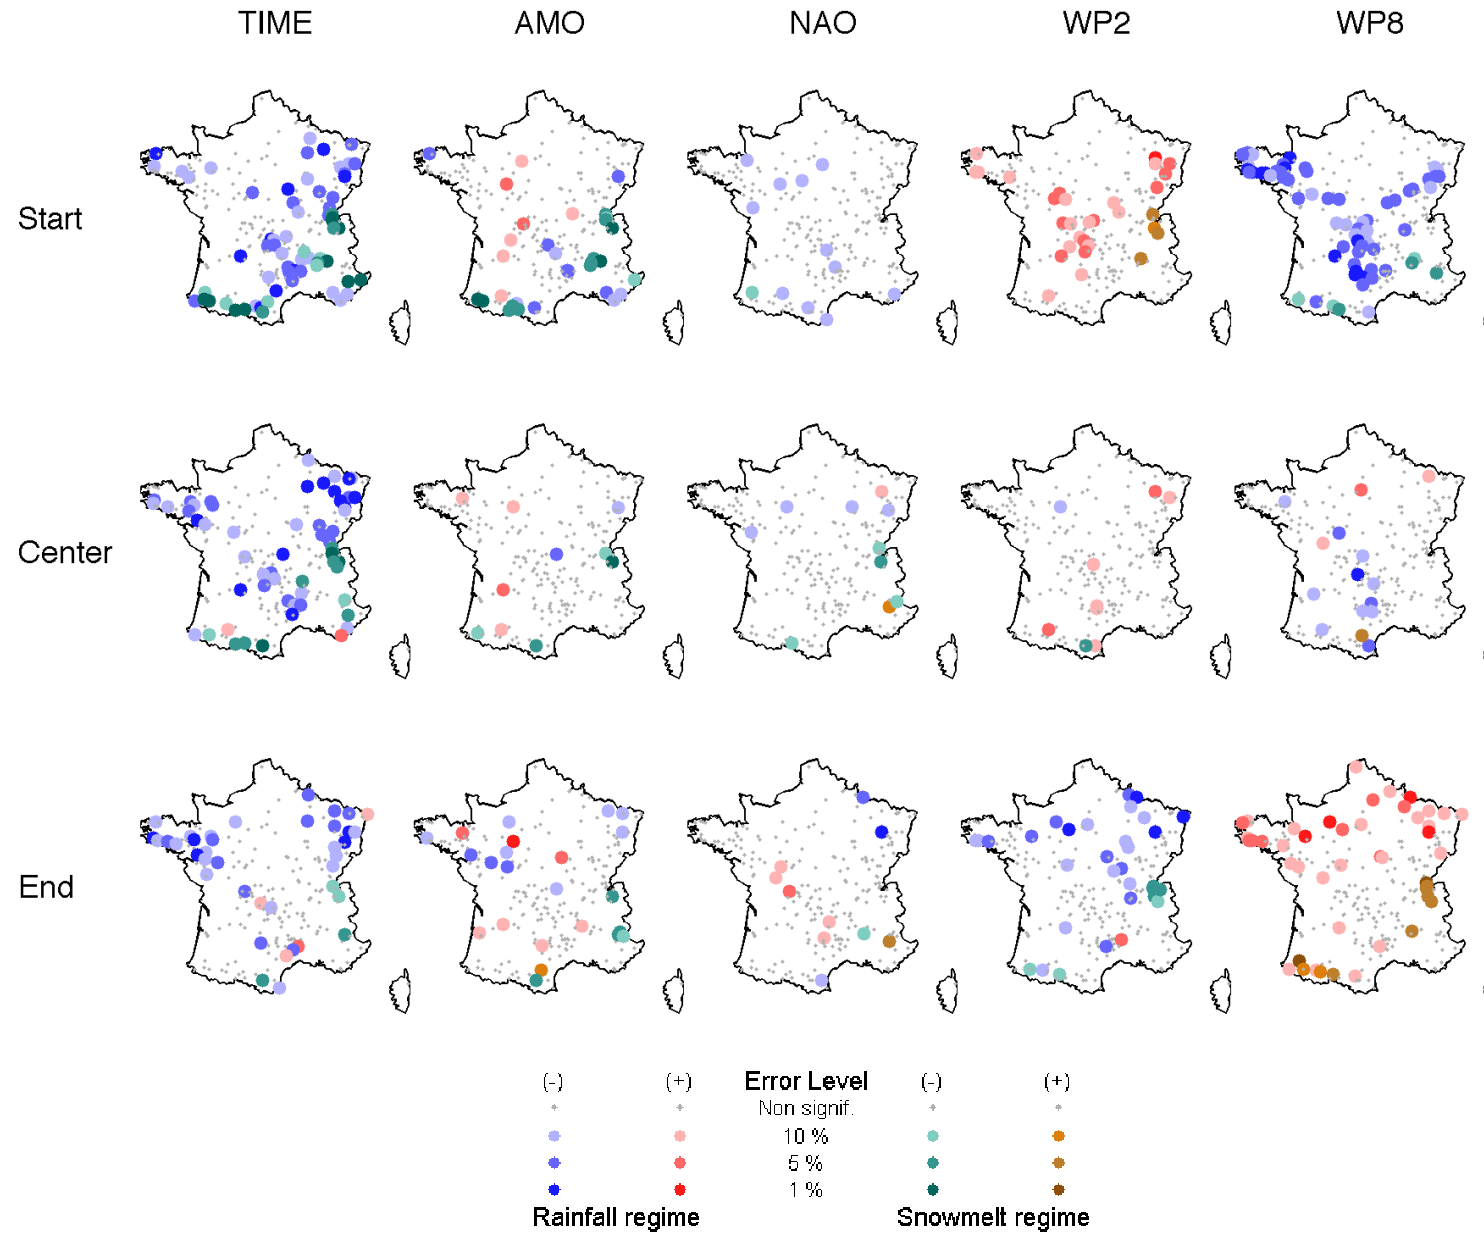 TIME AMO NAO WP2 WP8
Start
Center
End
(-) (+) Error Level (-) (+)
Non signif.
10 %
5 %
1 %
Rainfall regime Snowmelt regime